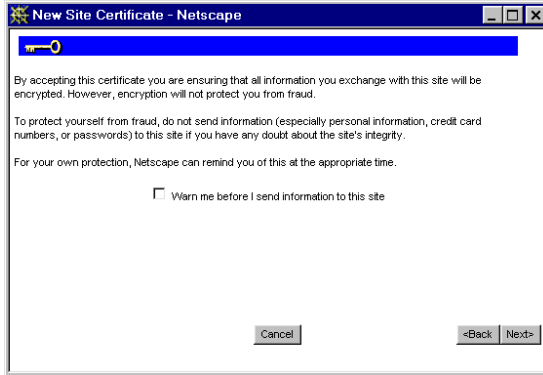 New Site Certificate - Netscape
By accepting this certificate you are ensuring that all information you exchange with this site will be
encrypted. However, encryption will not protect you from fraud.
To protect yourself from fraud, do not send information (especially personal information, credit card
numbers, or passwords) to this site if you have any doubt about the site's integrity.
For your own protection, Netscape can remind you of this at the appropriate time.
Warn me before I send information to this site
Cancel <Back Next>